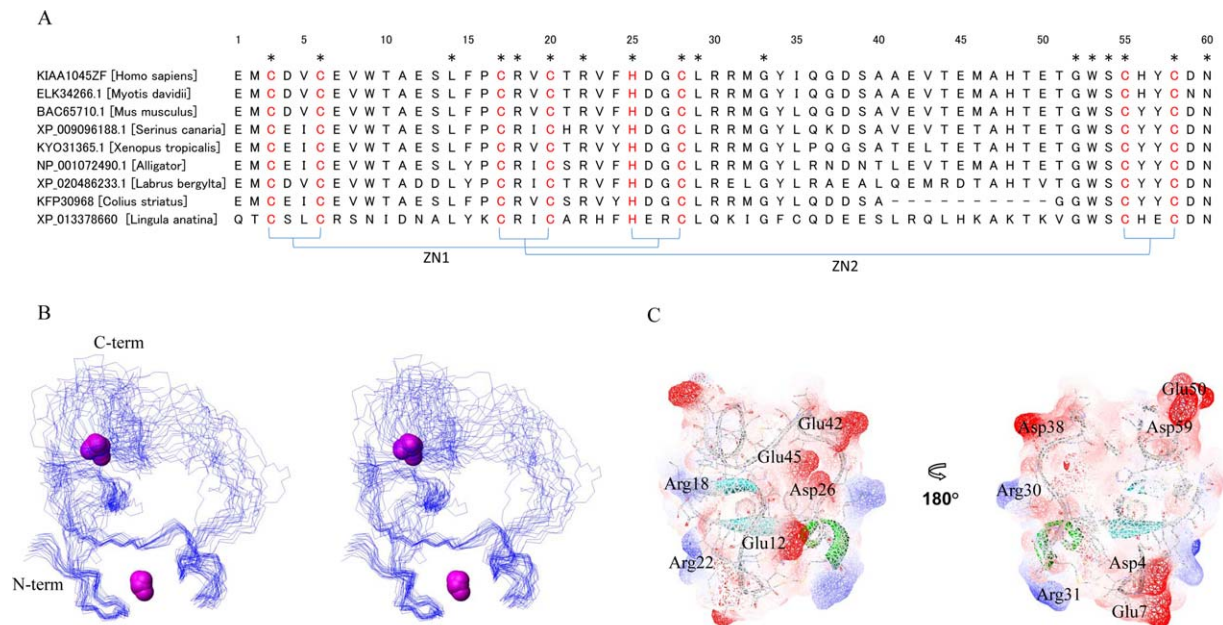 A
1 5 10 15 20 25 30 35 40 45 50 55 60
* * * * * * * * * * * * * * * *
KIAA1045ZF [Homo sapiens] E M C D V C E V W T A E S L F P C R V C T R V F H D G C L R R M G Y I Q G D S A A E V T E M A H T E T G W S C H Y C D N
ELK34266.1 [Myotis davidii] E M C D V C E V W T A E S L F P C R V C T R V F H D G C L R R M G Y I Q G D S A A E V T E M A H T E T G W S C H Y C N N
BAC65710.1 [Mus musculus] E M C D V C E V W T A E S L F P C R V C T R V F H D G C L R R M G Y L Q G D S A V E V T E M A H T E T G W S C Y Y C D N
XP_009096188.1 [Serinus canaria] E M C E I C E V W T A E S L F P C R I C H R V Y H D G C L R R M G Y L Q K D S A V E V T E T A H T E T G W S C Y Y C D N
KYO31365.1 [Xenopus tropicalis] E M C E I C E V W T A E S L F P C R V C T R V Y H D G C L R R M G Y L P Q G S A T E L T E T A H T E T G W S C Y Y C D N
NP_001072490.1 [Alligator] E M C E I C E V W T A E S L Y P C R I C S R V F H D G C L R R M G Y L R N D N T L E V T E M T H T E T G W S C Y Y C D N
XP_020486233.1 [Labrus bergylta] E M C D V C E V W T A D D L Y P C R I C T R V F H D G C L R E L G Y L R A E A L Q E M R D T A H T V T G W S C Y Y C D N
KFP30968 [Colius striatus] E M C E I C E V W T A E S L F P C R V C T R V F H D G C L R R M G Y L Q K D S A - - - - - - - - - - G G W S C Y Y C D N
XP_013378660 [Lingula anatina] Q T C S L C R S N I D N A L Y K C R I C A R H F H E R C L Q K I G F C Q D E E S L R Q L H K A K T K V G W S C H E C D N
ZN1
ZN2
B
C-term
N-term
C
Glu42
Glu45
Arg18
Asp26
Glu12
Arg22
180°
Glu50
Asp38
Asp59
Arg30
Asp4
Arg31
Glu7